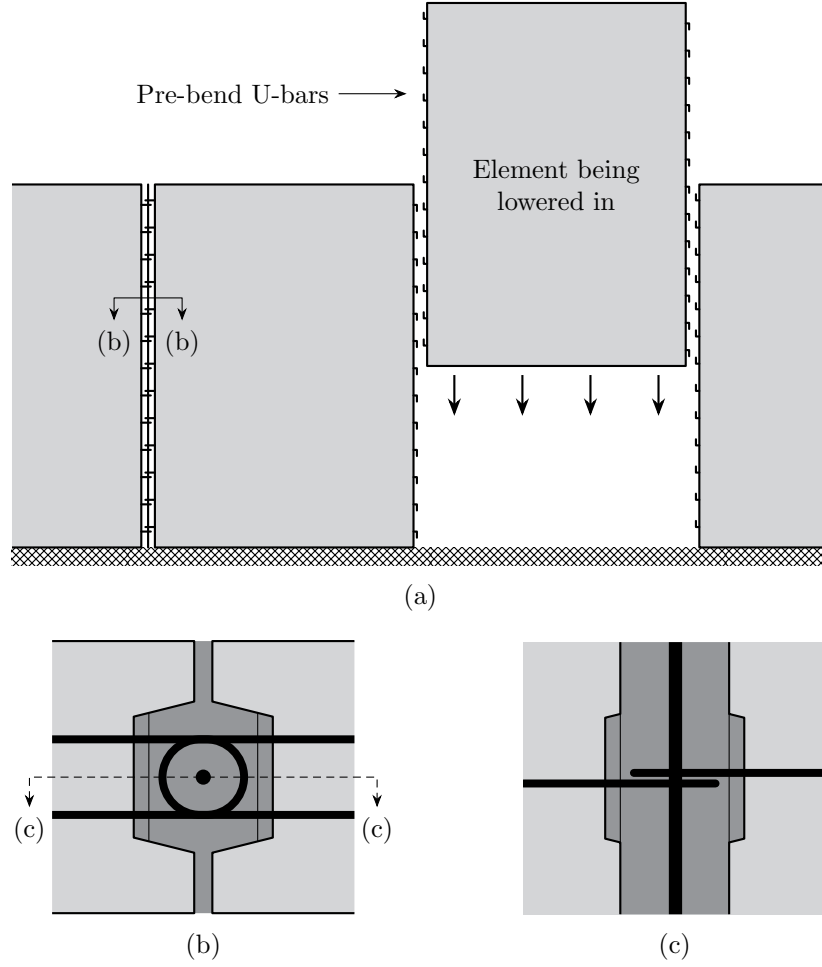 Pre-bend U-bars
Element being
lowered in
(b) (b)
(a)
(c) (c)
(b)
(c)